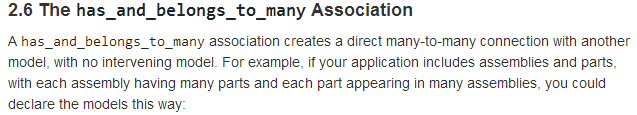 2.6 The has_and_belongs_to_many Association
A has_and_belongs_to_many association creates a direct many-to-many connection with another
model, with no intervening model. For example, if your application includes assemblies and parts,
with each assembly having many parts and each part appearing in many assemblies, you could
declare the models this way: